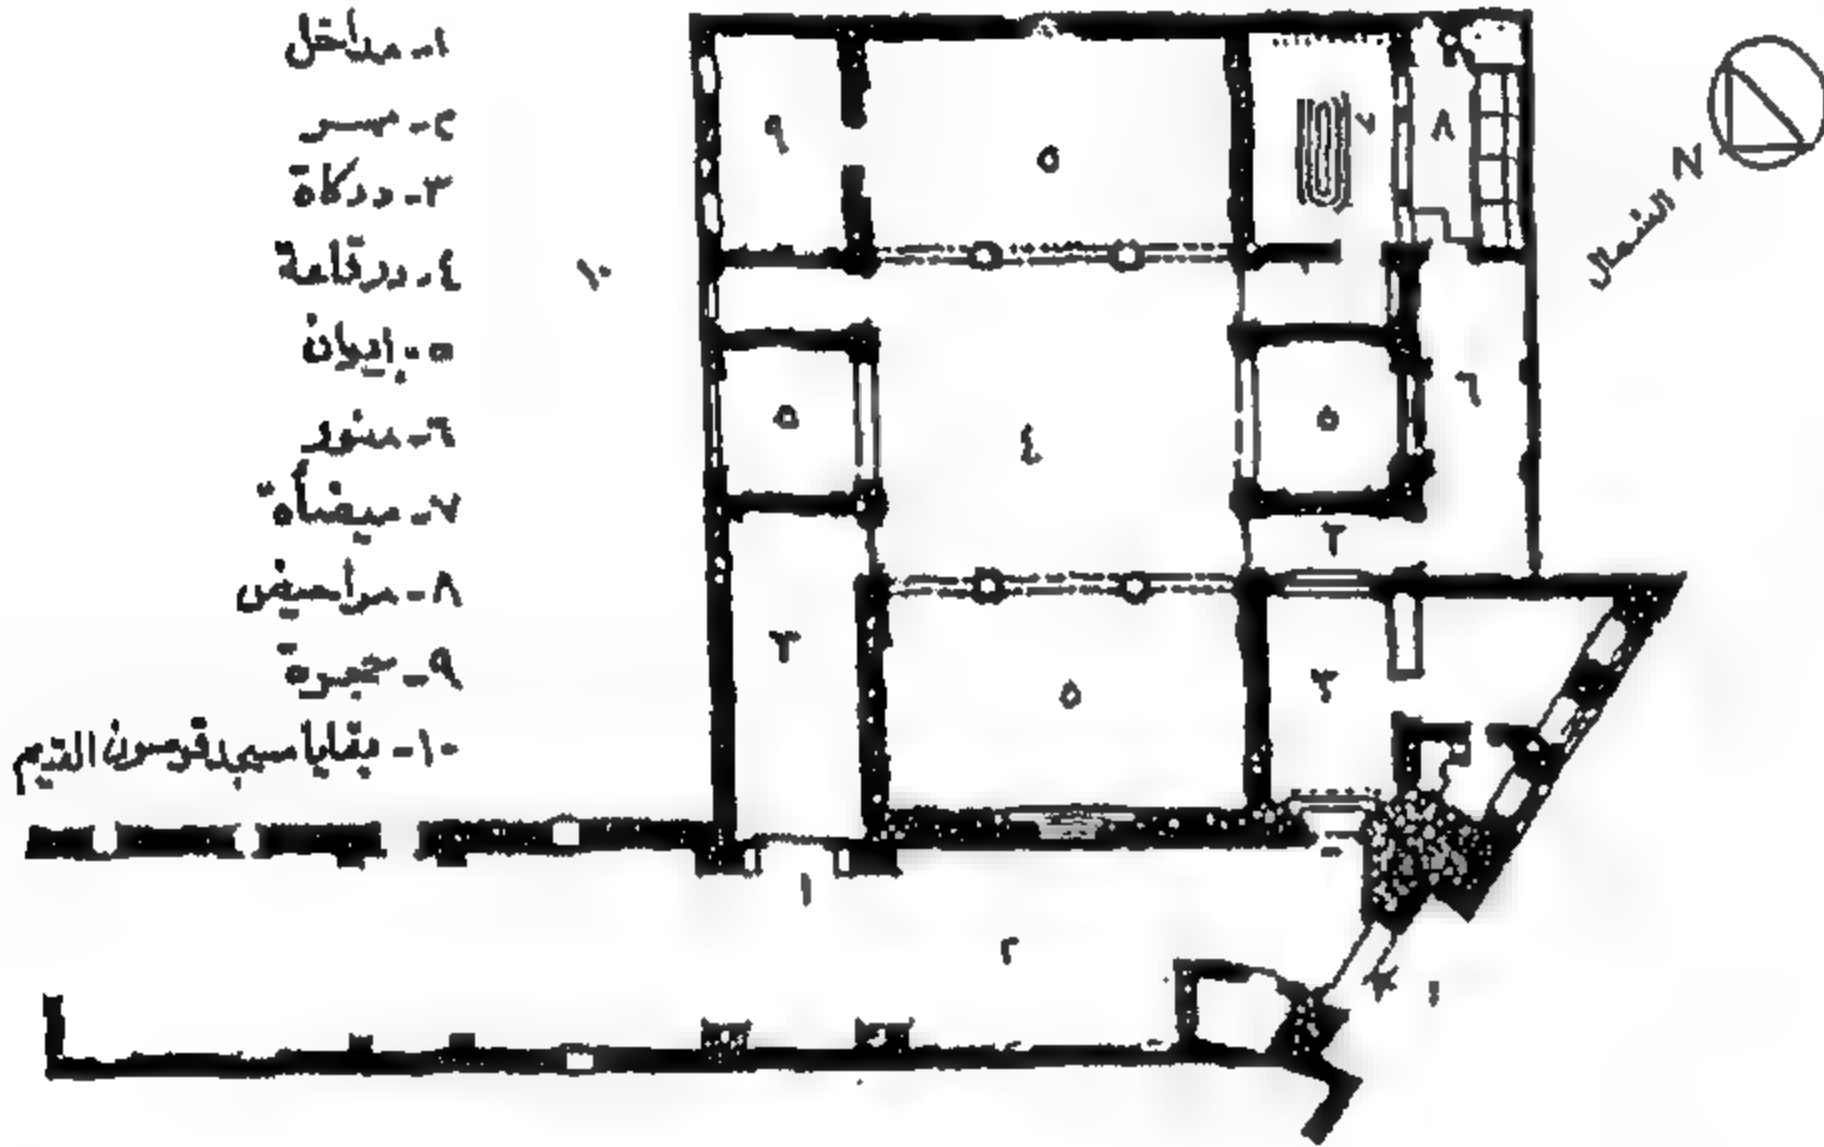 ١- مداخل
٢- ممر
٣- دركاة
٤- درقاعة
٥- إيوان
٦- منور
٧- ميضأة
٨- مراحيض
٩- حجرة
١٠- بقايا مسجد قوصون القديم
٩
٥
٧
٨
N الشمال
١٠
٥
٤
٥
٦
٣
٣
٥
٣
١
٢
١